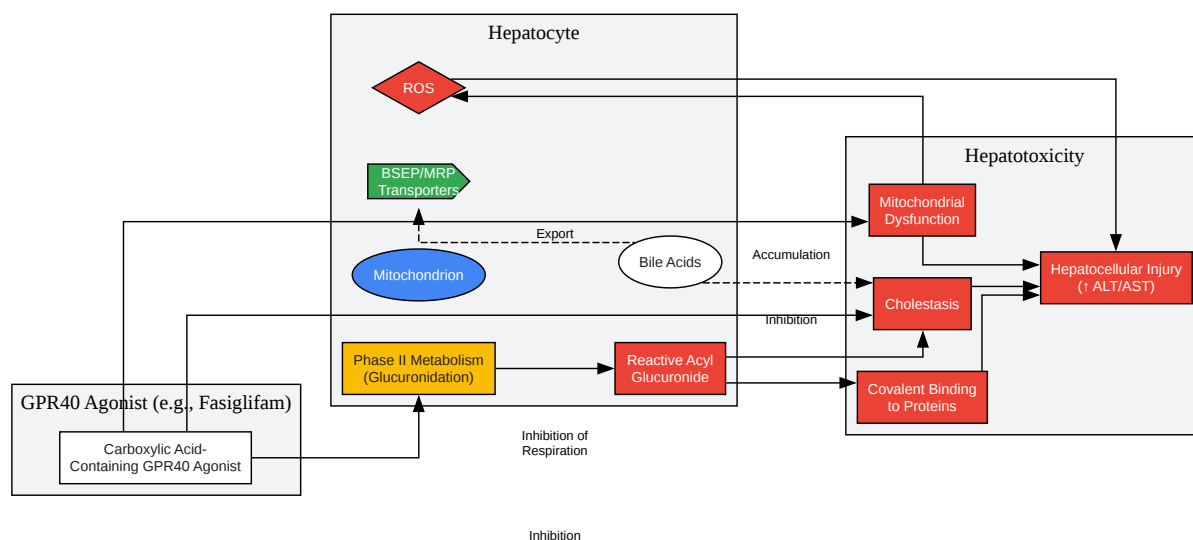 Hepatocyte
ROS
BSEP/MRP
Transporters
Hepatotoxicity
Mitochondrial
Dysfunction
Export
Accumulation
Bile Acids
Mitochondrion
Hepatocellular Injury
(↑ ALT/AST)
Cholestasis
Inhibition
Phase II Metabolism
(Glucuronidation)
Reactive Acyl
Glucuronide
Covalent Binding
to Proteins
GPR40 Agonist (e.g., Fasiglifam)
Carboxylic Acid-
Containing GPR40 Agonist
Inhibition of
Respiration
Inhibition